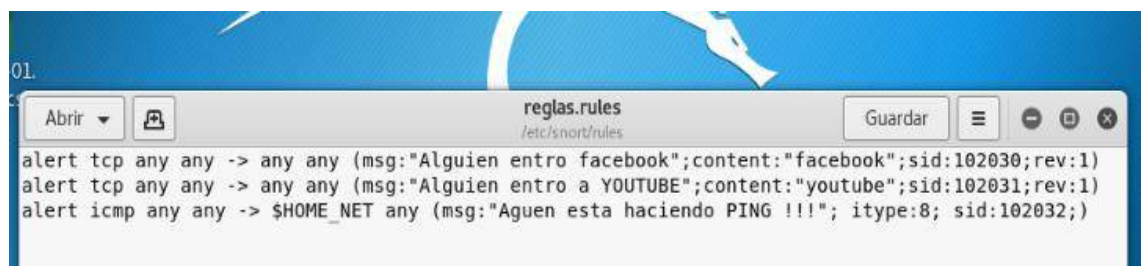 01.
Abrir
reglas.rules
/etc/snort/rules
Guardar
alert tcp any any -> any any (msg:"Alguien entro facebook";content:"facebook";sid:102030;rev:1)
alert tcp any any -> any any (msg:"Alguien entro a YOUTUBE";content:"youtube";sid:102031;rev:1)
alert icmp any any -> $HOME_NET any (msg:"Aguen esta haciendo PING !!!"; itype:8; sid:102032;)